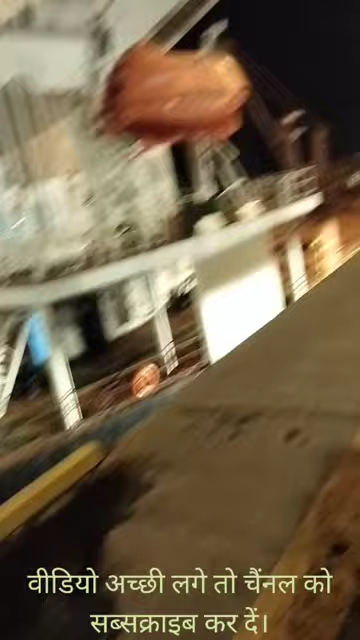 वीडियो अच्छी लगे तो चैंनल को
सब्सक्राइब कर दें।